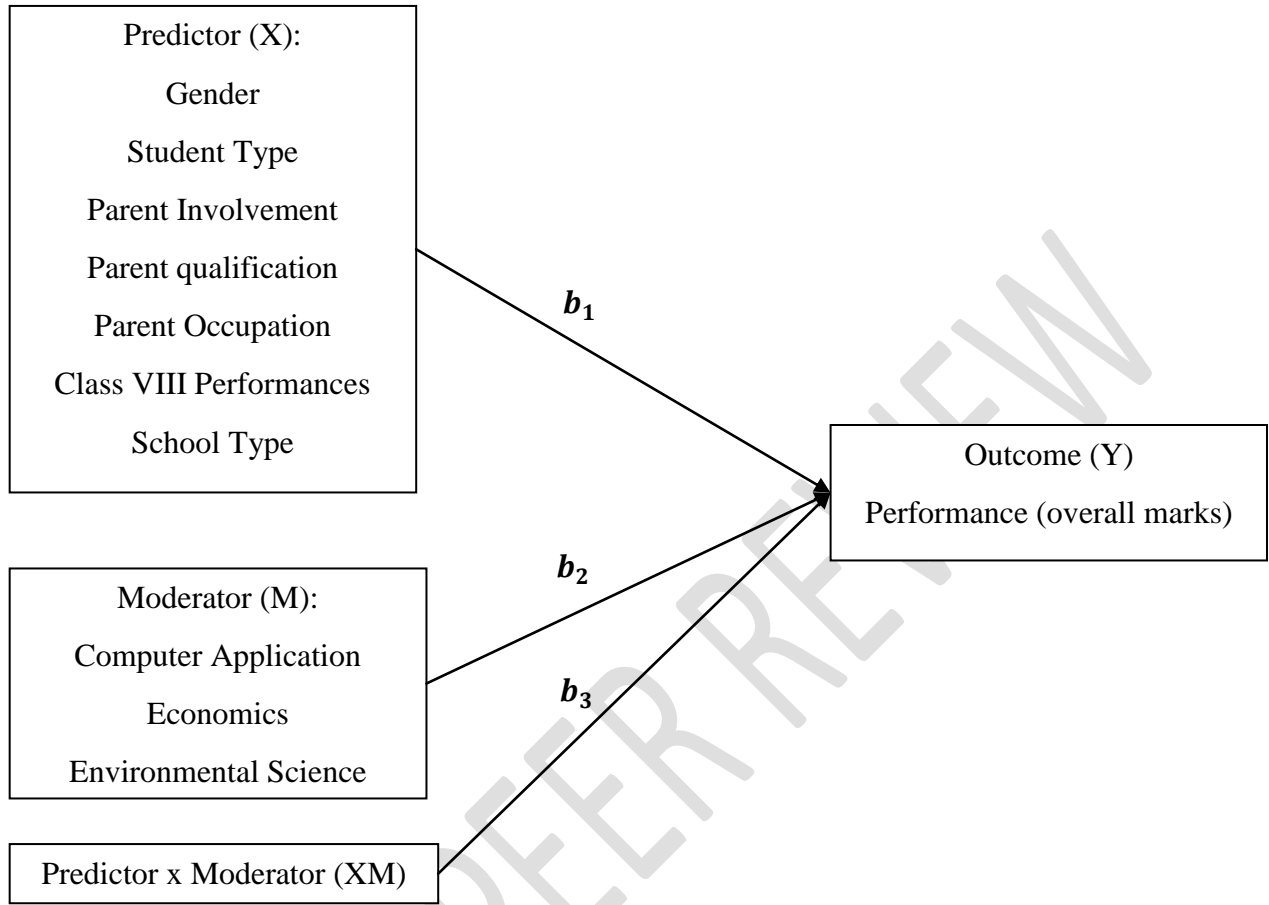 Predictor (X):
Gender
Student Type
Parent Involvement
Parent qualification
Parent Occupation
Class VIII Performances
School Type
b₁
Outcome (Y)
Performance (overall marks)
Moderator (M):
Computer Application
Economics
Environmental Science
b₂
b₃
Predictor x Moderator (XM)
PEER REVIEW